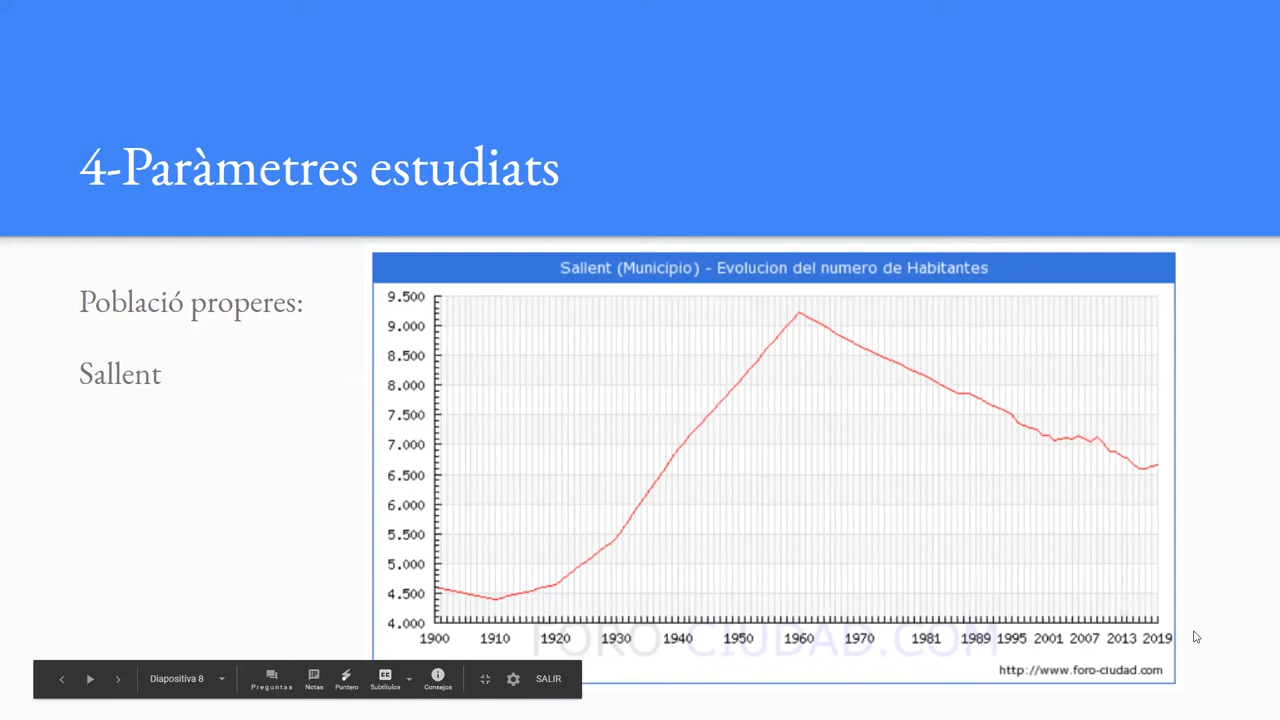 4-Paràmetres estudiats
Població properes:
Sallent
Sallent (Municipio) - Evolucion del numero de Habitantes
9.500
9.000
8.500
8.000
7.500
7.000
6.500
6.000
5.500
5.000
4.500
4.000
1900 1910 1920 1930 1940 1950 1960 1970 1981 1989 1995 2001 2007 2013 2019
FORO-CIUDAD.COM
http://www.foro-ciudad.com
Diapositiva 8
Preguntas
Notas
Puntero
Subtítulos
Consejos
SALIR